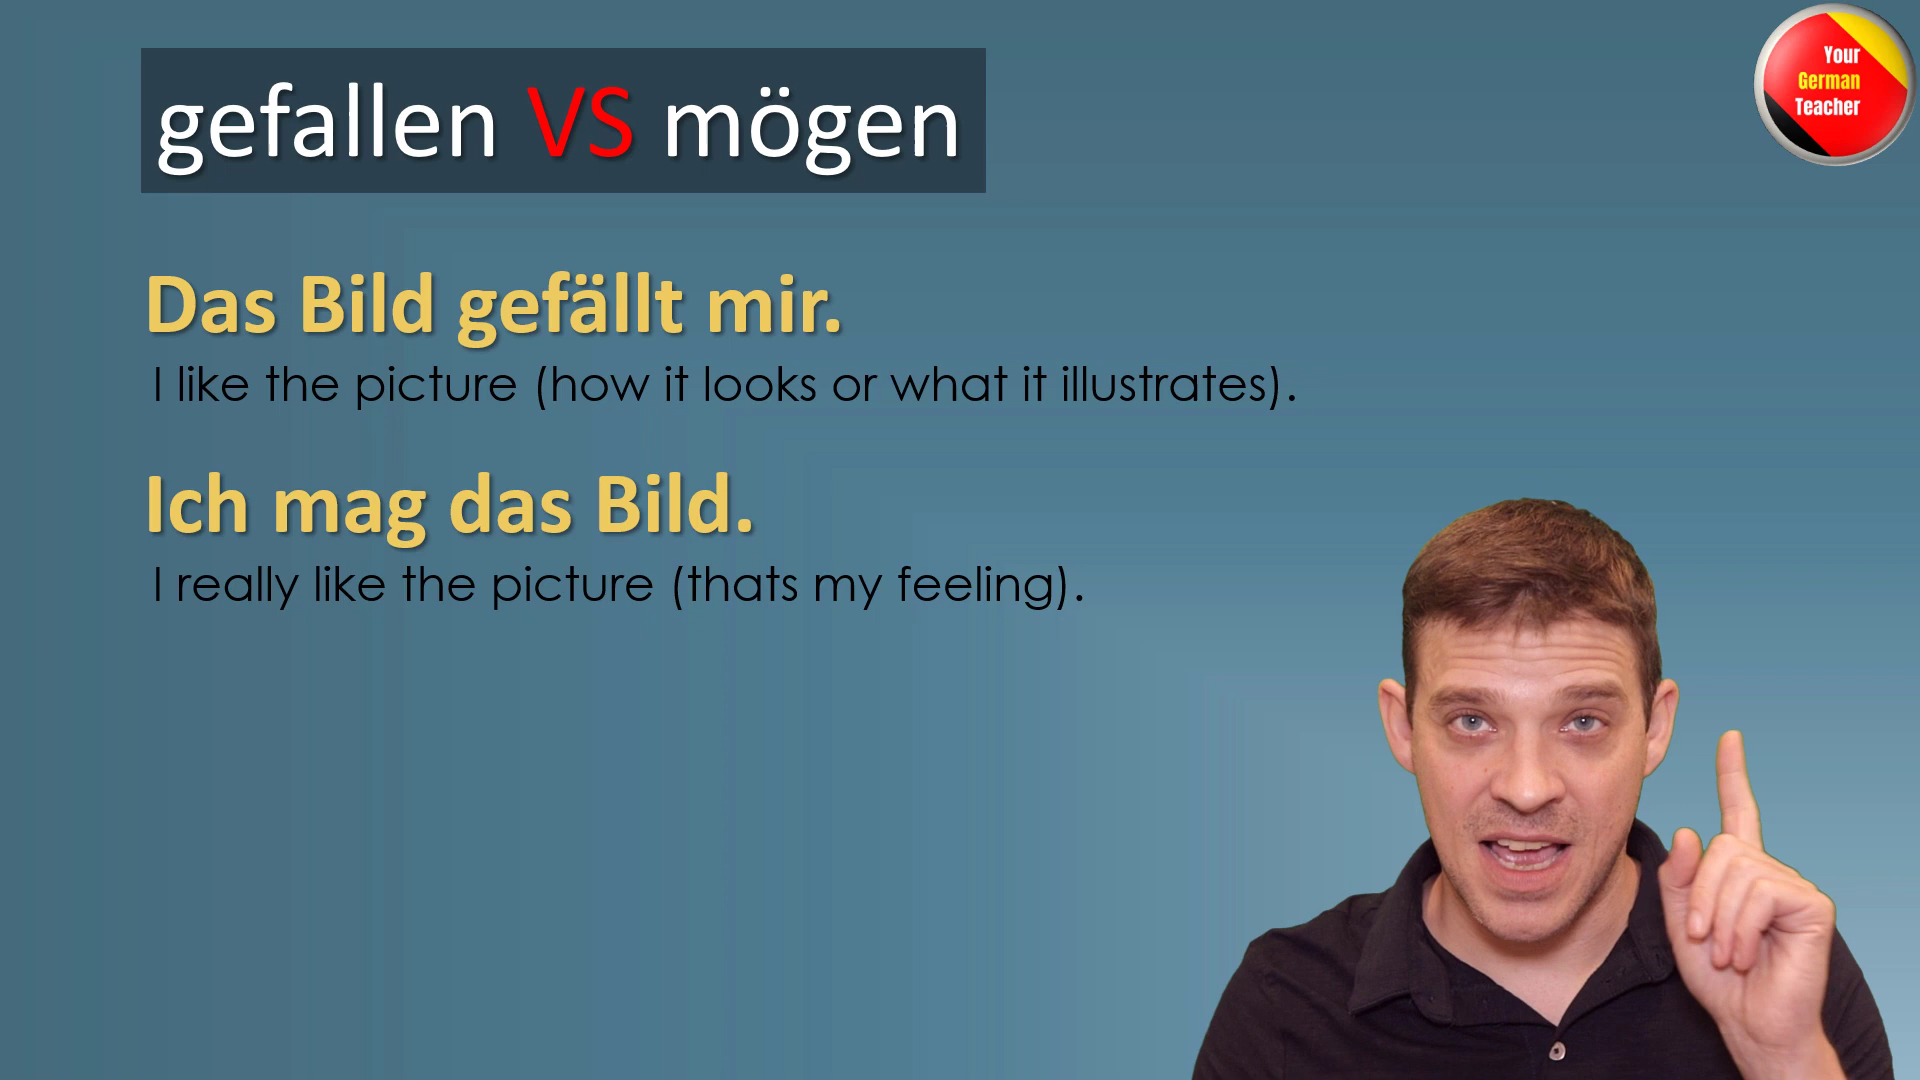 gefallen VS mögen
Your
German
Teacher
Das Bild gefällt mir.
I like the picture (how it looks or what it illustrates).
Ich mag das Bild.
I really like the picture (thats my feeling).